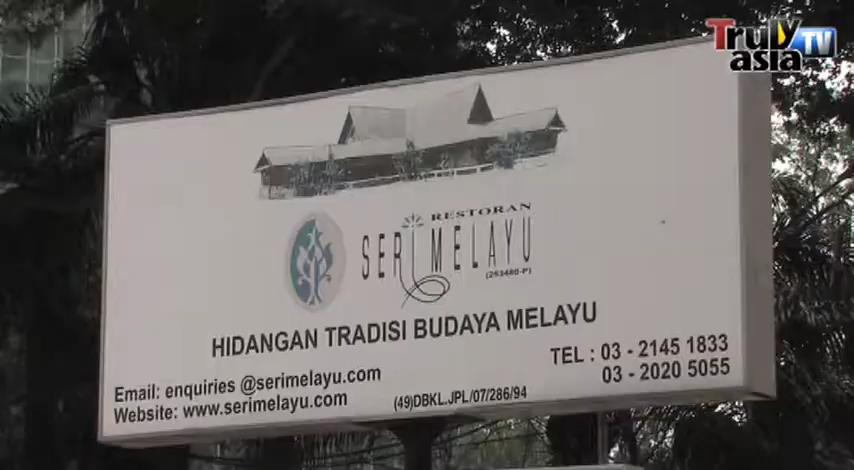 Truly
asia TV
RESTORAN
SERI MELAYU
(253480-P)
HIDANGAN TRADISI BUDAYA MELAYU
TEL : 03 - 2145 1833
03 - 2020 5055
Email: enquiries @serimelayu.com
Website: www.serimelayu.com
(49)DBKL.JPL/07/286/94